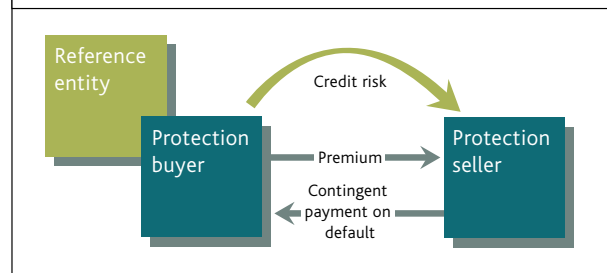 Reference
entity
Credit risk
Protection
buyer
Premium
Protection
seller
Contingent
payment on
default